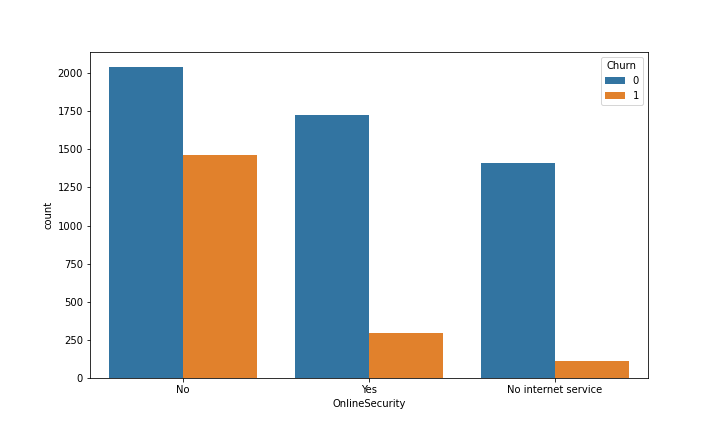 Churn
0
1
2000
1750
1500
1250
1000
750
500
250
0
count
No
Yes
No internet service
OnlineSecurity